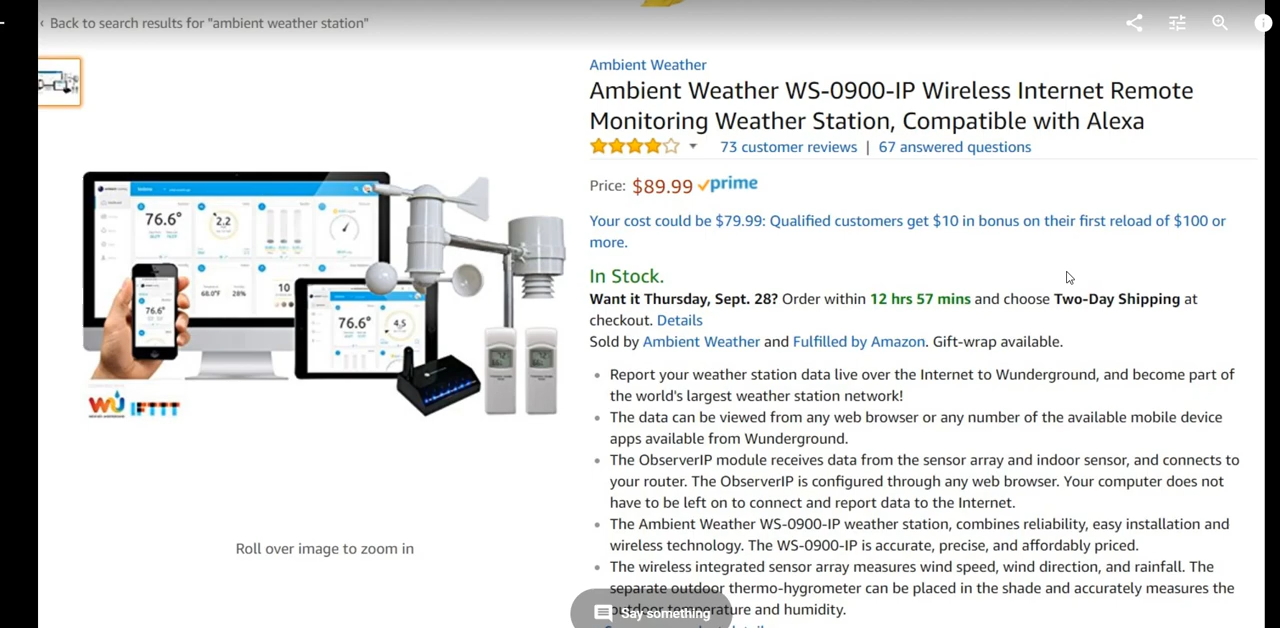 ‹ Back to search results for "ambient weather station"
Ambient Weather
Ambient Weather WS-0900-IP Wireless Internet Remote
Monitoring Weather Station, Compatible with Alexa
73 customer reviews | 67 answered questions
Price: $89.99 prime
Your cost could be $79.99: Qualified customers get $10 in bonus on their first reload of $100 or
more.
In Stock.
Want it Thursday, Sept. 28? Order within 12 hrs 57 mins and choose Two-Day Shipping at
checkout. Details
Sold by Ambient Weather and Fulfilled by Amazon. Gift-wrap available.
Report your weather station data live over the Internet to Wunderground, and become part of
the world's largest weather station network!
The data can be viewed from any web browser or any number of the available mobile device
apps available from Wunderground.
The ObserverIP module receives data from the sensor array and indoor sensor, and connects to
your router. The ObserverIP is configured through any web browser. Your computer does not
have to be left on to connect and report data to the Internet.
The Ambient Weather WS-0900-IP weather station, combines reliability, easy installation and
wireless technology. The WS-0900-IP is accurate, precise, and affordably priced.
The wireless integrated sensor array measures wind speed, wind direction, and rainfall. The
separate outdoor thermo-hygrometer can be placed in the shade and accurately measures the
outdoor temperature and humidity.
Say something
76.6°
2.2
68.0°F
28%
10
76.6°
76.6°
4.5
WU IFTTT
Roll over image to zoom in